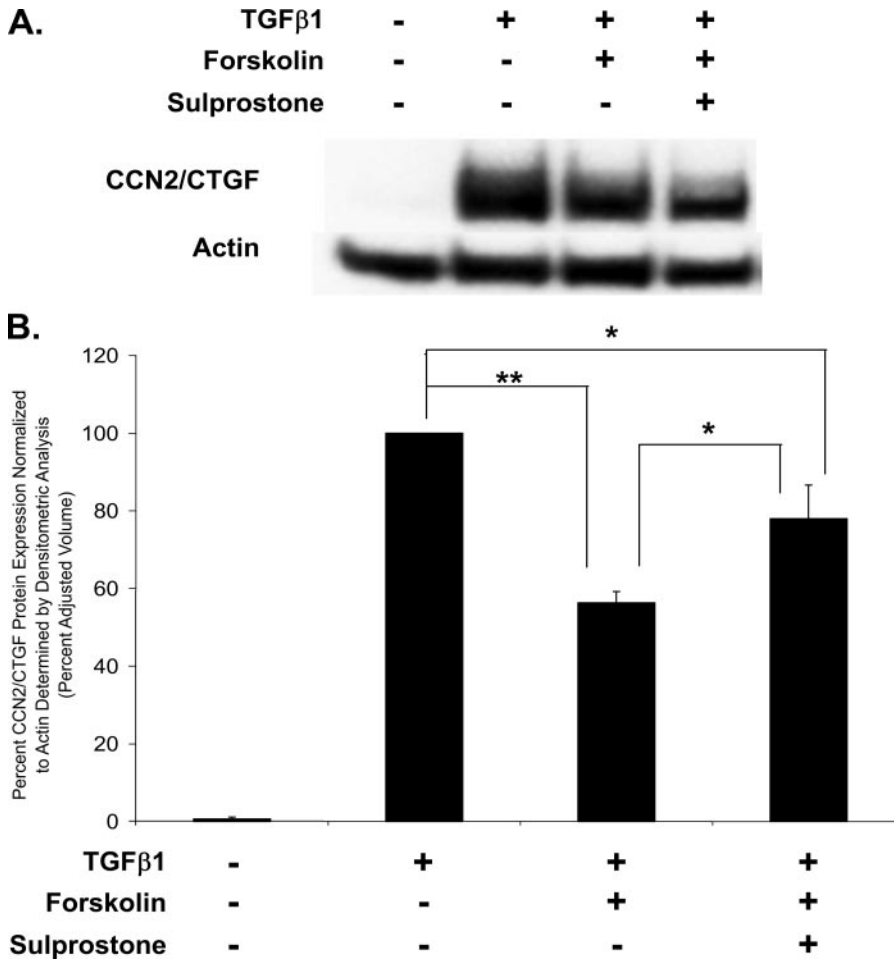 A.
TGFβ1 - + + +
Forskolin - - + +
Sulprostone - - - +
CCN2/CTGF
Actin
B.
Percent CCN2/CTGF Protein Expression Normalized
to Actin Determined by Densitometric Analysis
(Percent Adjusted Volume)
120
100
80
60
40
20
0
*
**
*
TGFβ1 - + + +
Forskolin - - + +
Sulprostone - - - +